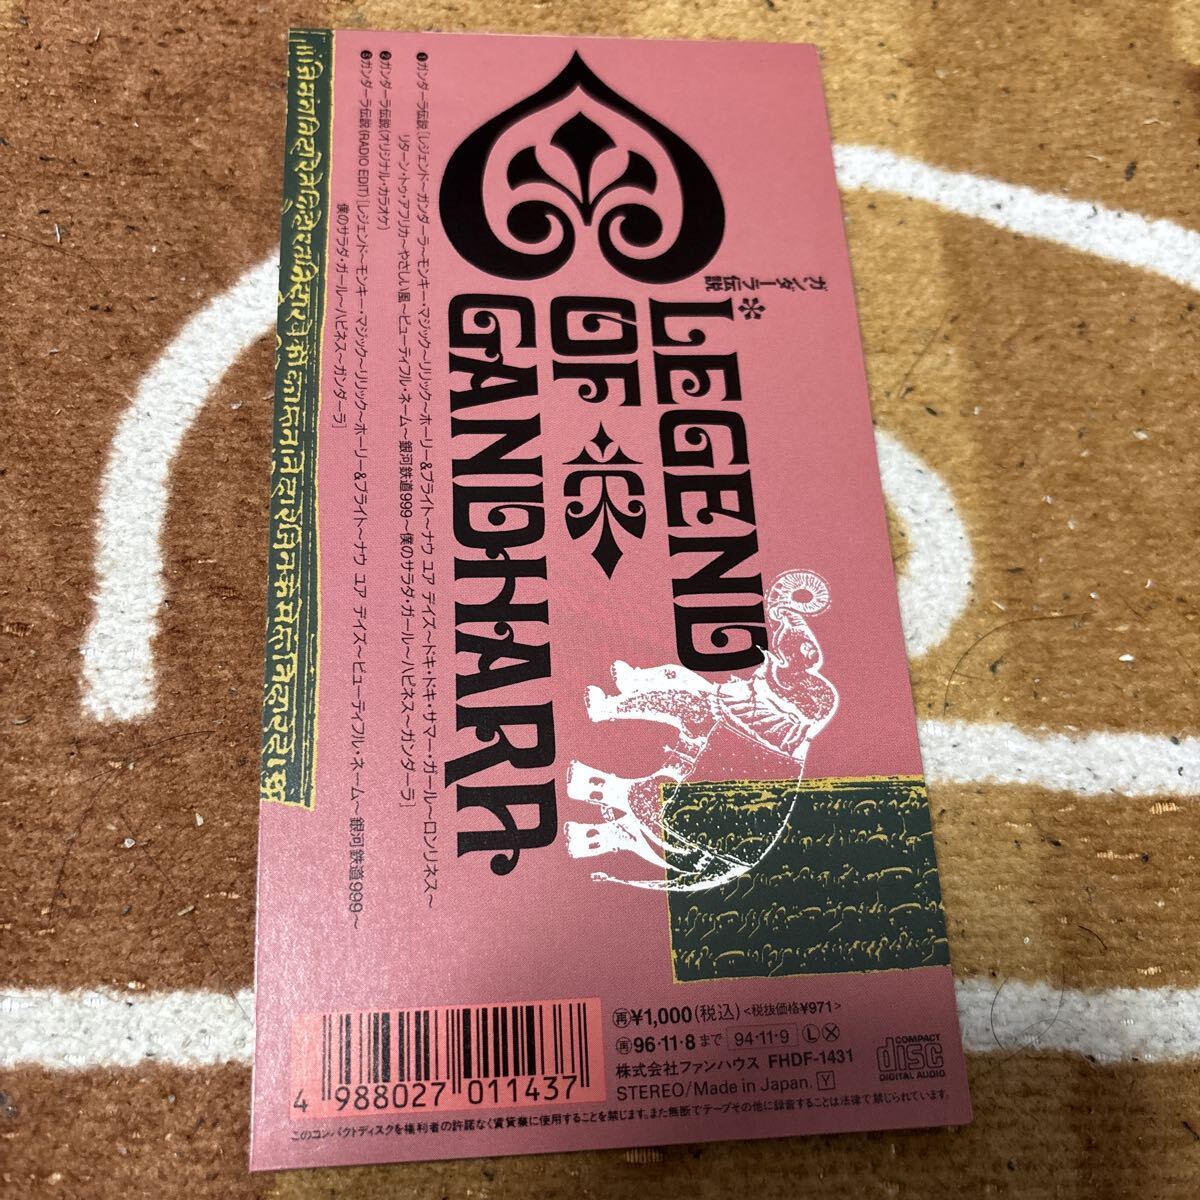 LEGEND
OF
GANDHARA
ガンダーラ伝説
❶ガンダーラ伝説[レジェンド〜ガンダーラ〜モンキー・マジック〜リリック〜ホーリー&ブライト〜ナウ ユア デイズ〜ドキ・ドキ・サマー・ガール〜ロンリネス〜
リターン・トゥ・アフリカ〜やさしい風〜ビューティフル・ネーム〜銀河鉄道999〜僕のサラダ・ガール〜ハピネス〜ガンダーラ]
❷ガンダーラ伝説(オリジナル・カラオケ)
❸ガンダーラ伝説(RADIO EDIT)[レジェンド〜モンキー・マジック〜リリック〜ホーリー&ブライト〜ナウ ユア デイズ〜ビューティフル・ネーム〜銀河鉄道999〜
僕のサラダ・ガール〜ハピネス〜ガンダーラ]
再¥1,000(税込) <税抜価格¥971>
再96・11・8まで 94・11・9 L X
株式会社ファンハウス FHDF-1431
STEREO/Made in Japan. Y
COMPACT
disc
DIGITAL AUDIO
4 988027 011437
このコンパクトディスクを権利者の許諾なく賃貸業に使用することを禁じます。また無断でテープその他に録音することは法律で禁じられています。